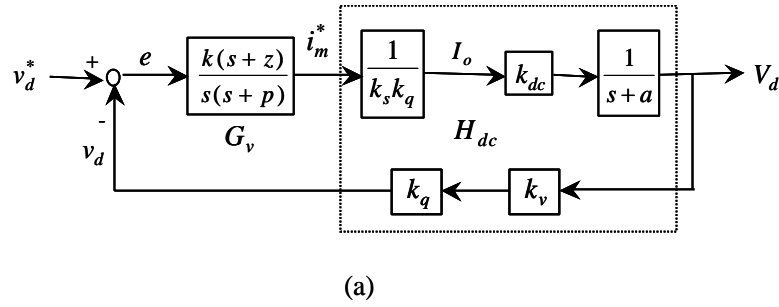 v_d^* + e k(s+z) / s(s+p) i_m^* 1 / k_s k_q I_o k_dc 1 / s+a V_d
G_v H_dc
- v_d k_q k_v
(a)